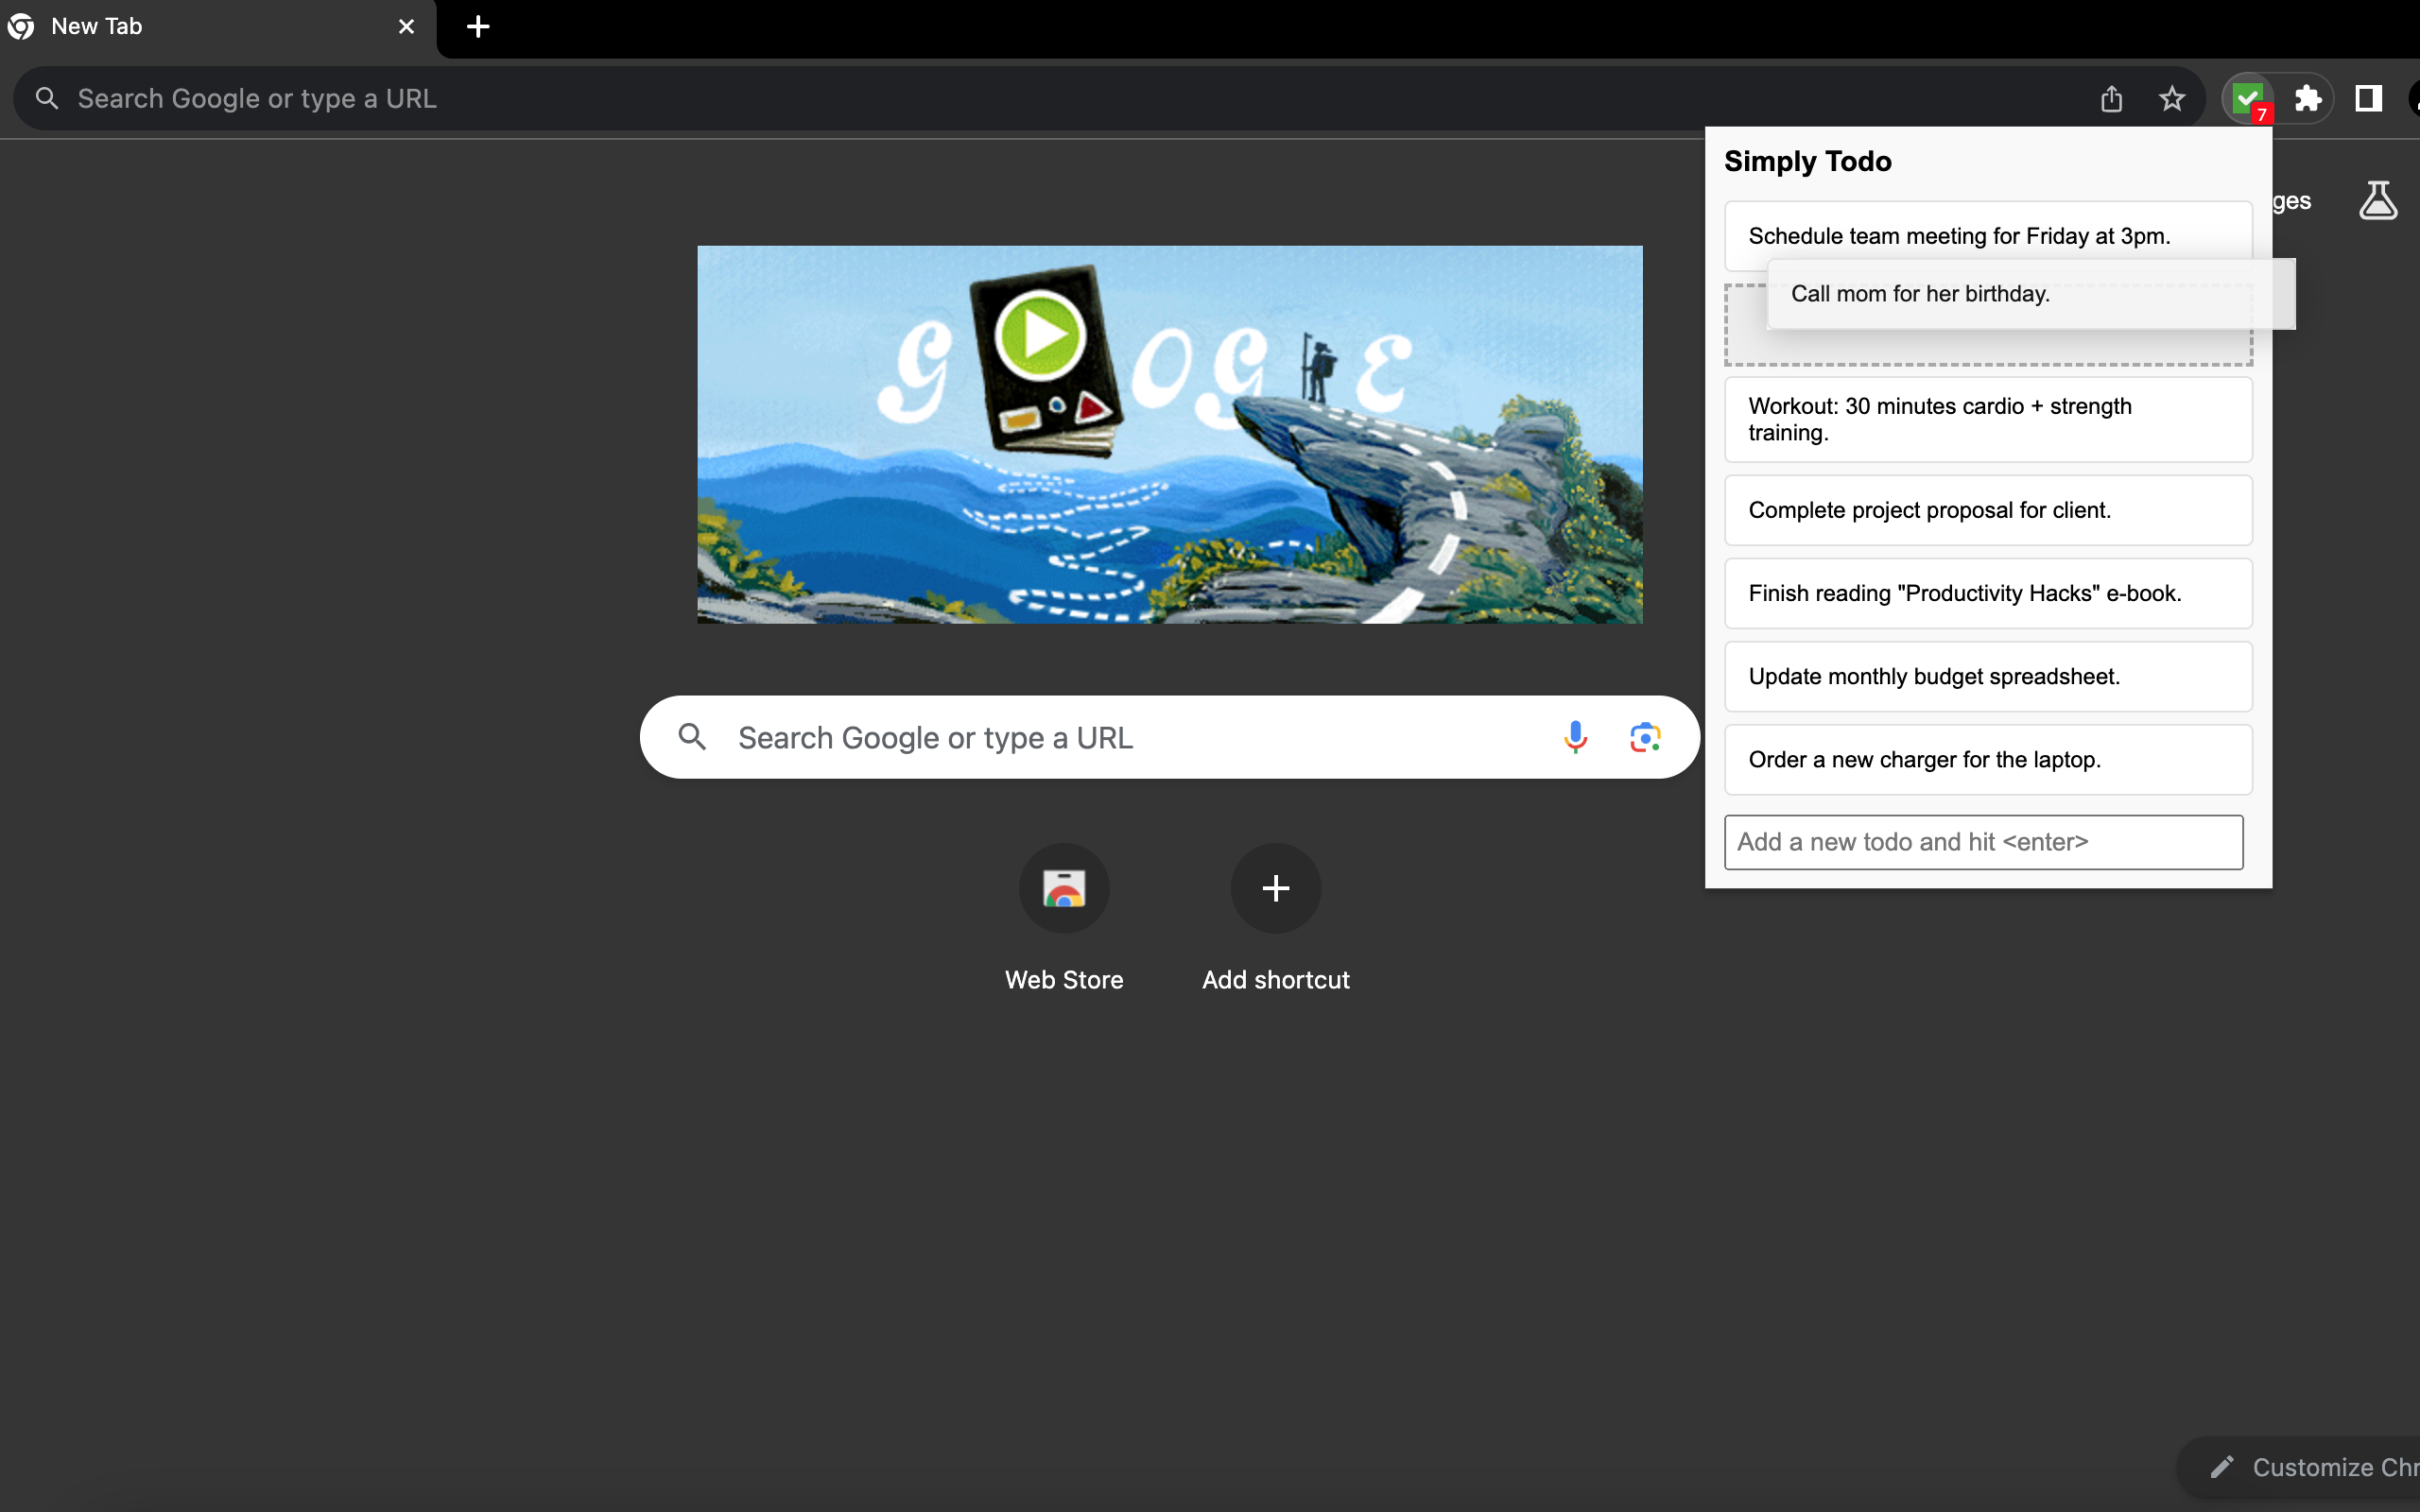 New Tab
Search Google or type a URL
7
Simply Todo
ges
Schedule team meeting for Friday at 3pm.
Call mom for her birthday.
Workout: 30 minutes cardio + strength
training.
Complete project proposal for client.
Finish reading "Productivity Hacks" e-book.
Update monthly budget spreadsheet.
Order a new charger for the laptop.
Add a new todo and hit <enter>
G OG E
Search Google or type a URL
Web Store
Add shortcut
Customize Chr